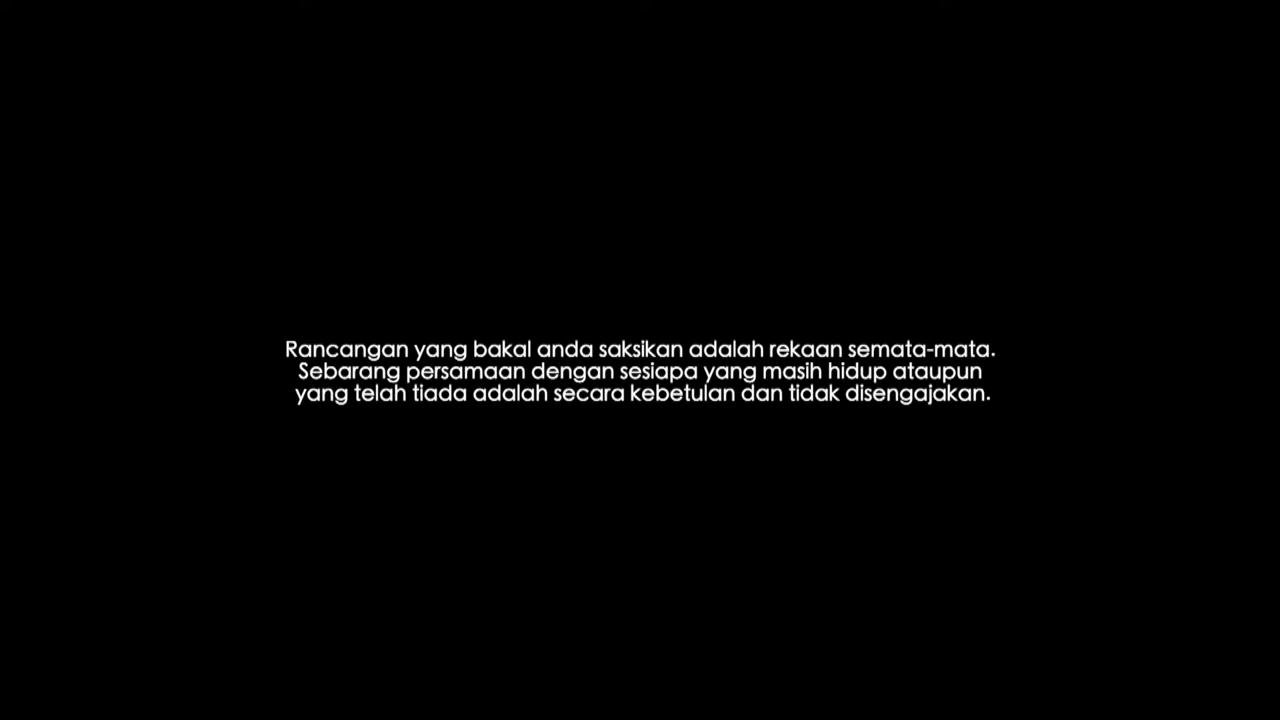 Rancangan yang bakal anda saksikan adalah rekaan semata-mata.
Sebarang persamaan dengan sesiapa yang masih hidup ataupun
yang telah tiada adalah secara kebetulan dan tidak disengajakan.